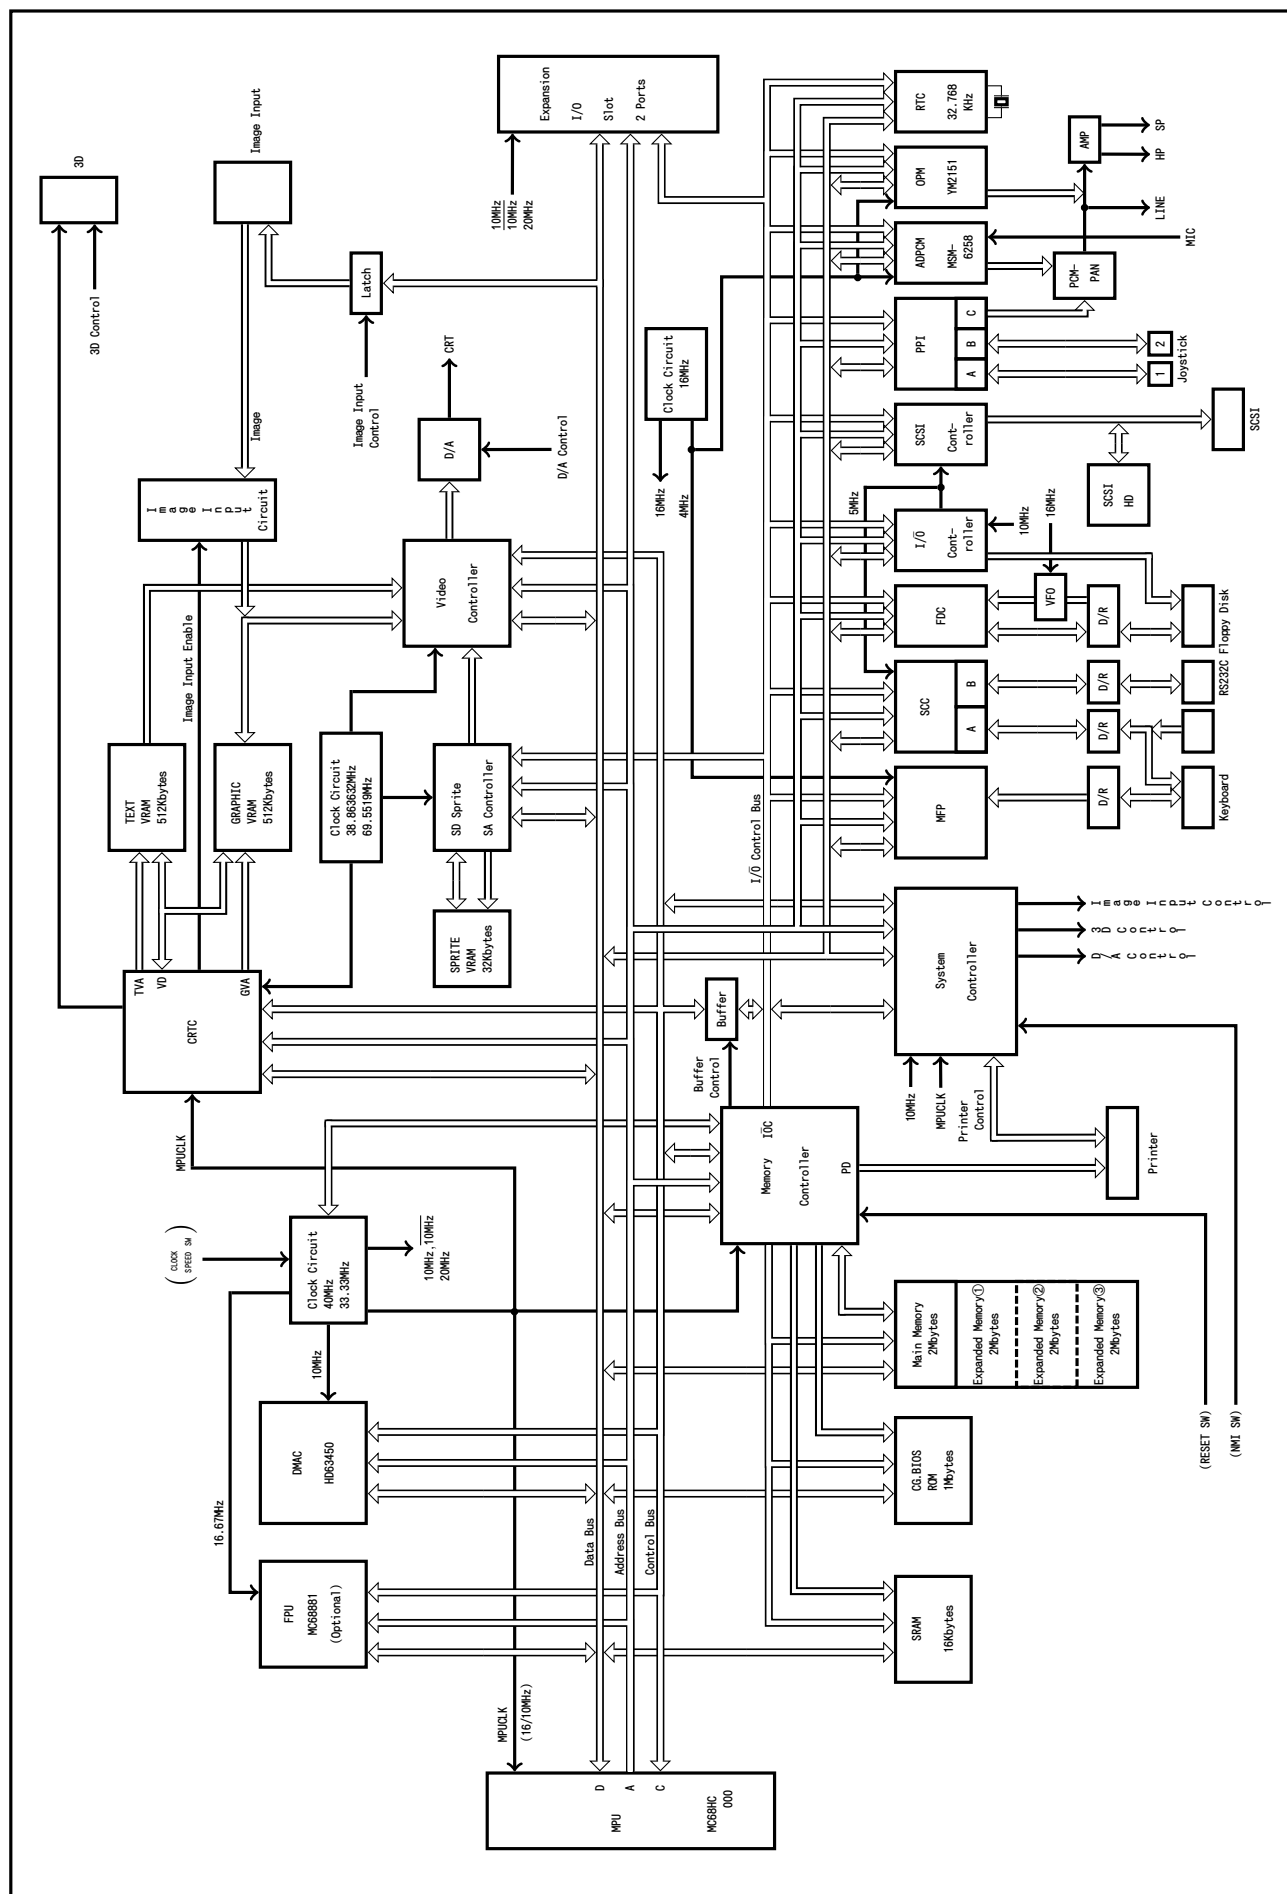 MPU
MC68HC
000
D
A
C
MPUCLK
(16/10MHz)
Data Bus
Address Bus
Control Bus
FPU
MC68881
(Optional)
16.67MHz
DMAC
HD63450
10MHz
(CLOCK
SPEED SW)
Clock Circuit
40MHz
33.33MHz
10MHz,10MHz
20MHz
MPUCLK
CRTC
TVA
VD
GVA
TEXT
VRAM
512Kbytes
GRAPHIC
VRAM
512Kbytes
Image Input Enable
Clock Circuit
38.863632MHz
69.5519MHz
SPRITE
VRAM
32Kbytes
SD Sprite
SA Controller
Video
Controller
Image Input
Circuit
Image
D/A
CRT
D/A Control
Image Input
Control
Latch
Image Input
3D
3D Control
Expansion
I/O
Slot
2 Ports
10MHz
10MHz
20MHz
Clock Circuit
16MHz
16MHz
4MHz
SRAM
16Kbytes
CG.BIOS
ROM
1Mbytes
Main Memory
2Mbytes
Expanded Memory①
2Mbytes
Expanded Memory②
2Mbytes
Expanded Memory③
2Mbytes
Memory
Controller
IOC
PD
Buffer
Control
Buffer
I/O Control Bus
(RESET SW)
(NMI SW)
Printer
Printer
Control
10MHz
MPUCLK
System
Controller
D/A Control
3D Control
Image Input Control
MFP
D/R
Keyboard
SCC
A
B
D/R
D/R
RS232C
FDC
VFO
D/R
Floppy Disk
I/O
Cont-
roller
10MHz
16MHz
5MHz
SCSI
Cont-
roller
SCSI
HD
SCSI
PPI
A
B
C
1
2
Joystick
ADPCM
MSM-
6258
MIC
PCM-
PAN
LINE
OPM
YM2151
AMP
HP
SP
RTC
32.768
KHz